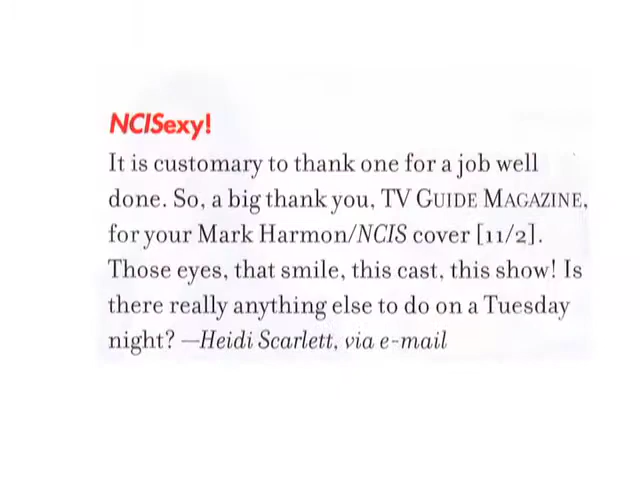 NCISexy!
It is customary to thank one for a job well
done. So, a big thank you, TV GUIDE MAGAZINE,
for your Mark Harmon/NCIS cover [11/2].
Those eyes, that smile, this cast, this show! Is
there really anything else to do on a Tuesday
night? —Heidi Scarlett, via e-mail